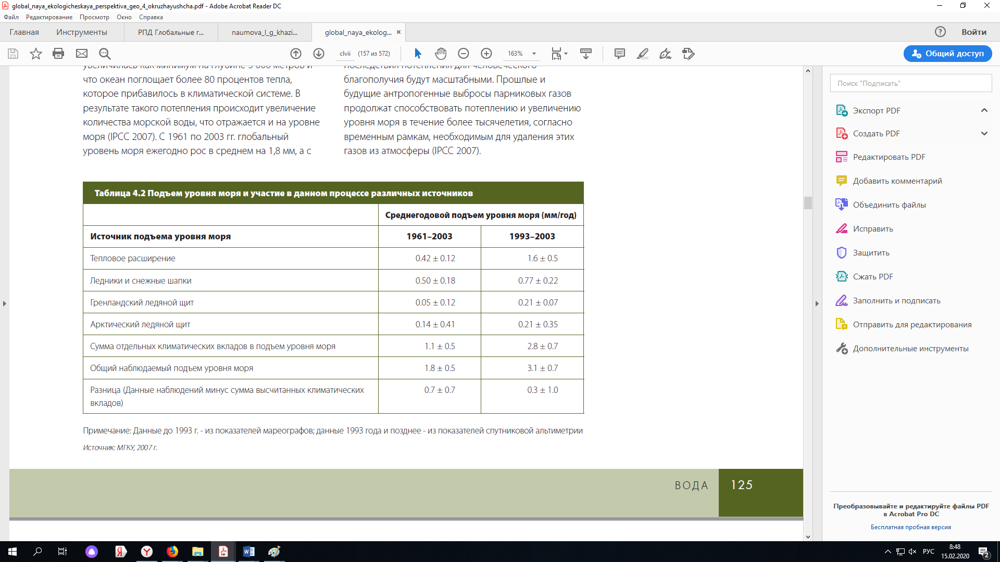 global_naya_ekologicheskaya_perspektiva_geo_4_okruzhayushcha.pdf - Adobe Acrobat Reader DC
Файл Редактирование Просмотр Окно Справка
Главная Инструменты РПД Глобальные г... naumova_l_g_khazi... global_naya_ekolog... Войти
clvii (157 из 572) 163% Общий доступ
увеличилась как минимум на глубине 3 000 метров и
что океан поглощает более 80 процентов тепла,
которое прибавилось в климатической системе. В
результате такого потепления происходит увеличение
количества морской воды, что отражается и на уровне
моря (IPCC 2007). С 1961 по 2003 гг. глобальный
уровень моря ежегодно рос в среднем на 1,8 мм, а с
последствия потепления для человеческого
благополучия будут масштабными. Прошлые и
будущие антропогенные выбросы парниковых газов
продолжат способствовать потеплению и увеличению
уровня моря в течение более тысячелетия, согласно
временным рамкам, необходимым для удаления этих
газов из атмосферы (IPCC 2007).
Таблица 4.2 Подъем уровня моря и участие в данном процессе различных источников
Среднегодовой подъем уровня моря (мм/год)
Источник подъема уровня моря 1961–2003 1993–2003
Тепловое расширение 0.42 ± 0.12 1.6 ± 0.5
Ледники и снежные шапки 0.50 ± 0.18 0.77 ± 0.22
Гренландский ледяной щит 0.05 ± 0.12 0.21 ± 0.07
Арктический ледяной щит 0.14 ± 0.41 0.21 ± 0.35
Сумма отдельных климатических вкладов в подъем уровня моря 1.1 ± 0.5 2.8 ± 0.7
Общий наблюдаемый подъем уровня моря 1.8 ± 0.5 3.1 ± 0.7
Разница (Данные наблюдений минус сумма высчитанных климатических 0.7 ± 0.7 0.3 ± 1.0
вкладов)
Примечание: Данные до 1993 г. - из показателей мареографов; данные 1993 года и позднее - из показателей спутниковой альтиметрии
Источник: МГКУ, 2007 г.
ВОДА 125
Поиск "Подписать"
Экспорт PDF
Создать PDF
Редактировать PDF
Добавить комментарий
Объединить файлы
Исправить
Защитить
Сжать PDF
Заполнить и подписать
Отправить для редактирования
Дополнительные инструменты
Преобразовывайте и редактируйте файлы PDF
в Acrobat Pro DC
Бесплатная пробная версия
РУС 8:48
15.02.2020
2